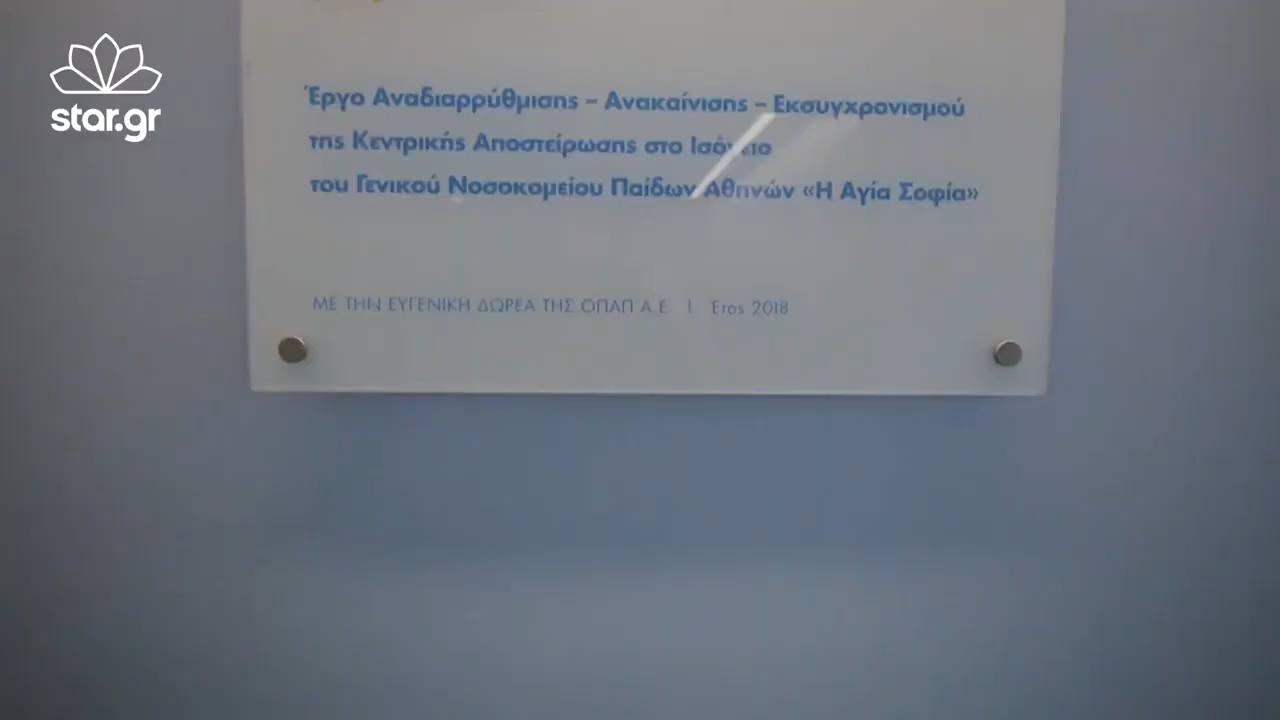 star.gr
Έργο Αναδιαρρύθμισης – Ανακαίνισης – Εκσυγχρονισμού
της Κεντρικής Αποστείρωσης στο
του Γενικού Νοσοκομείου Παίδων Αθηνών «Η Αγία Σοφία»
ΜΕ ΤΗΝ ΕΥΓΕΝΙΚΗ ΔΩΡΕΑ ΤΗΣ ΟΠΑΠ Α.Ε. | Έτος 2018